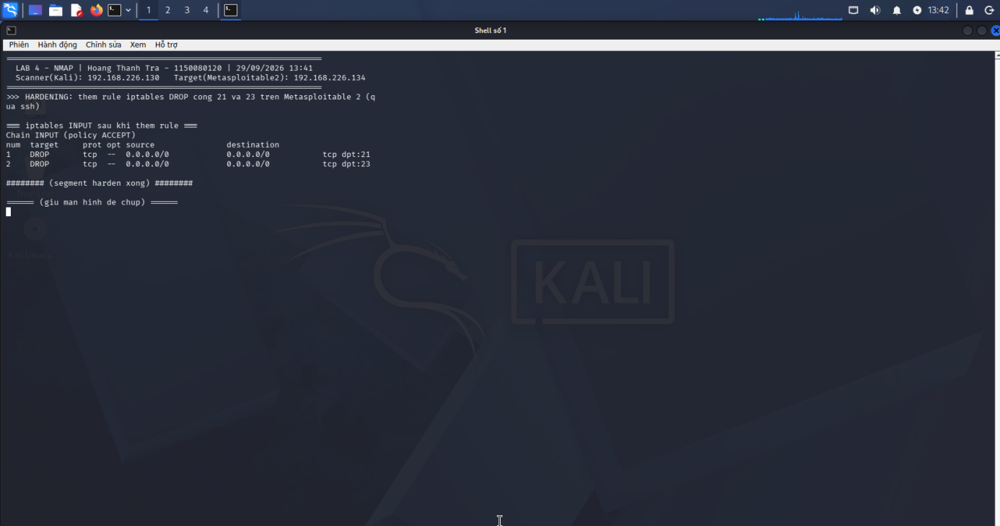 1 2 3 4 13:42
Shell số 1
Phiên Hành động Chỉnh sửa Xem Hỗ trợ
LAB 4 - NMAP | Hoang Thanh Tra - 1150080120 | 29/09/2026 13:41
Scanner(Kali): 192.168.226.130 Target(Metasploitable2): 192.168.226.134
>>> HARDENING: them rule iptables DROP cong 21 va 23 tren Metasploitable 2 (q
ua ssh)
=== iptables INPUT sau khi them rule ===
Chain INPUT (policy ACCEPT)
num target prot opt source destination
1 DROP tcp -- 0.0.0.0/0 0.0.0.0/0 tcp dpt:21
2 DROP tcp -- 0.0.0.0/0 0.0.0.0/0 tcp dpt:23
######## (segment harden xong) ########
====== (giu man hinh de chup) ======
KALI